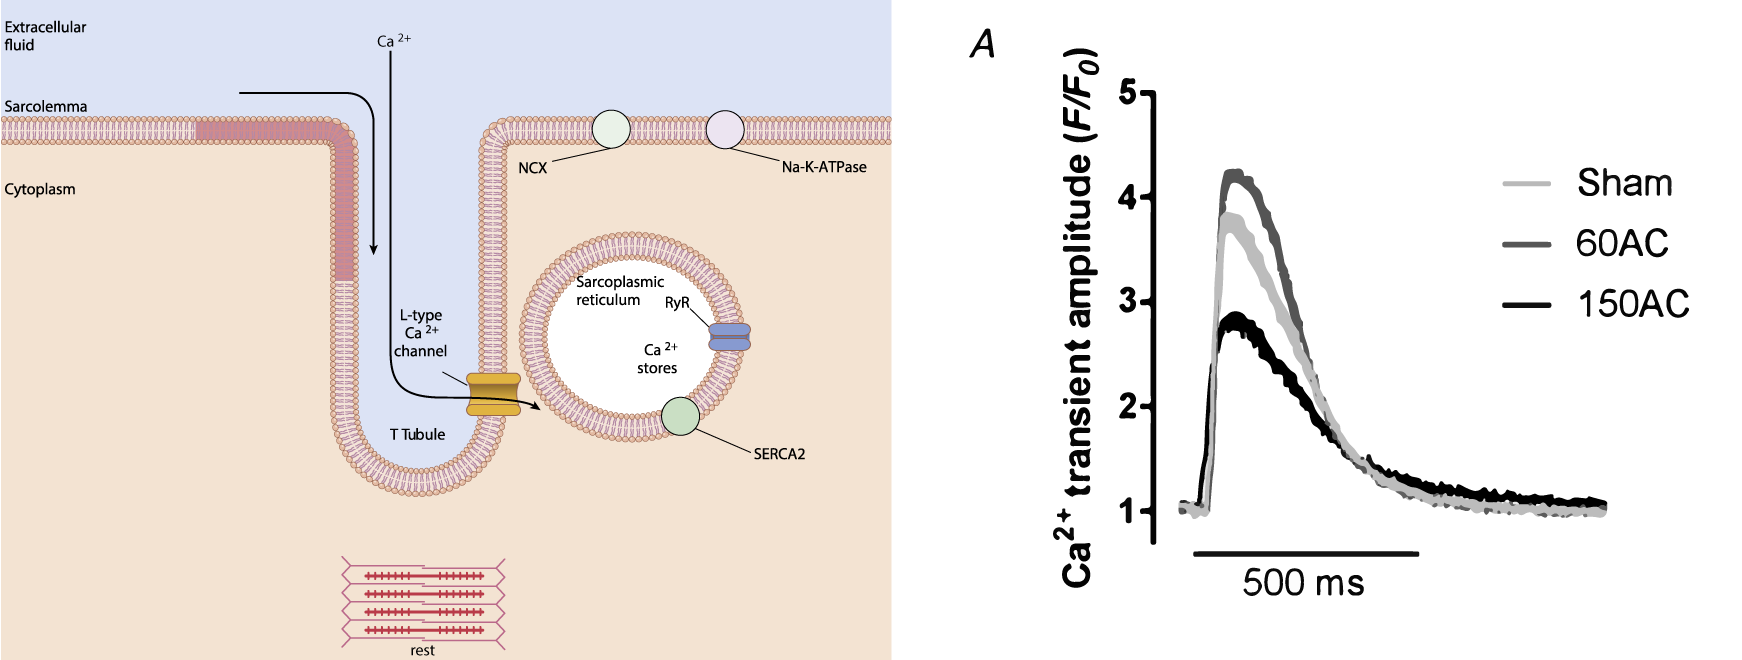 Extracellular
fluid
Ca 2+
Sarcolemma
NCX
Na-K-ATPase
Cytoplasm
Sarcoplasmic
reticulum
RyR
L-type
Ca 2+
channel
Ca 2+
stores
T Tubule
SERCA2
rest
A
Ca2+ transient amplitude (F/F0)
5
4
3
2
1
500 ms
Sham
60AC
150AC